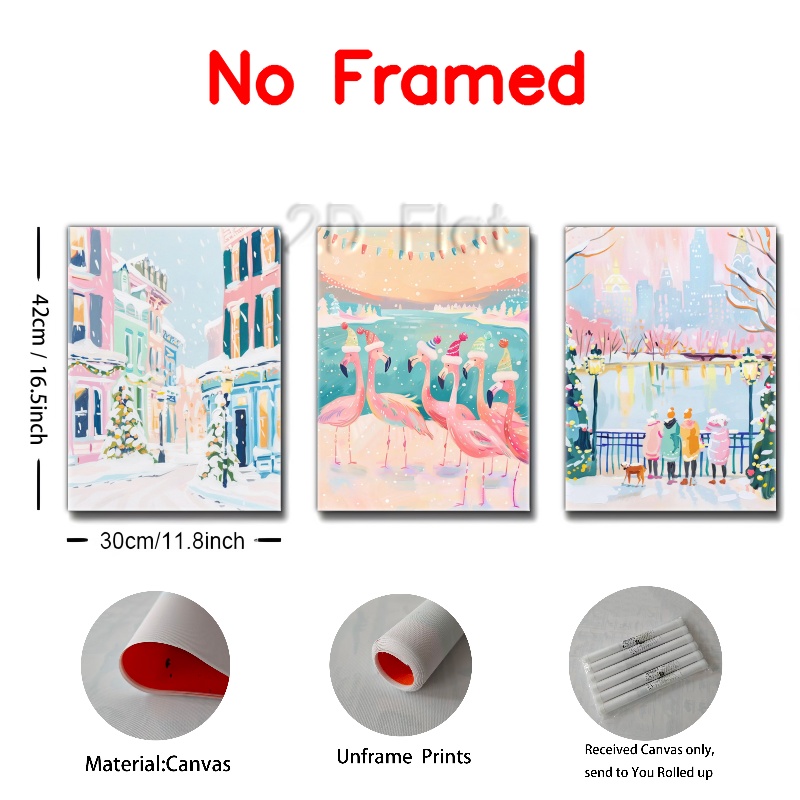 No Framed
2D Flat
42cm / 16.5inch
30cm/11.8inch
Material:Canvas
Unframe Prints
Received Canvas only,
send to You Rolled up